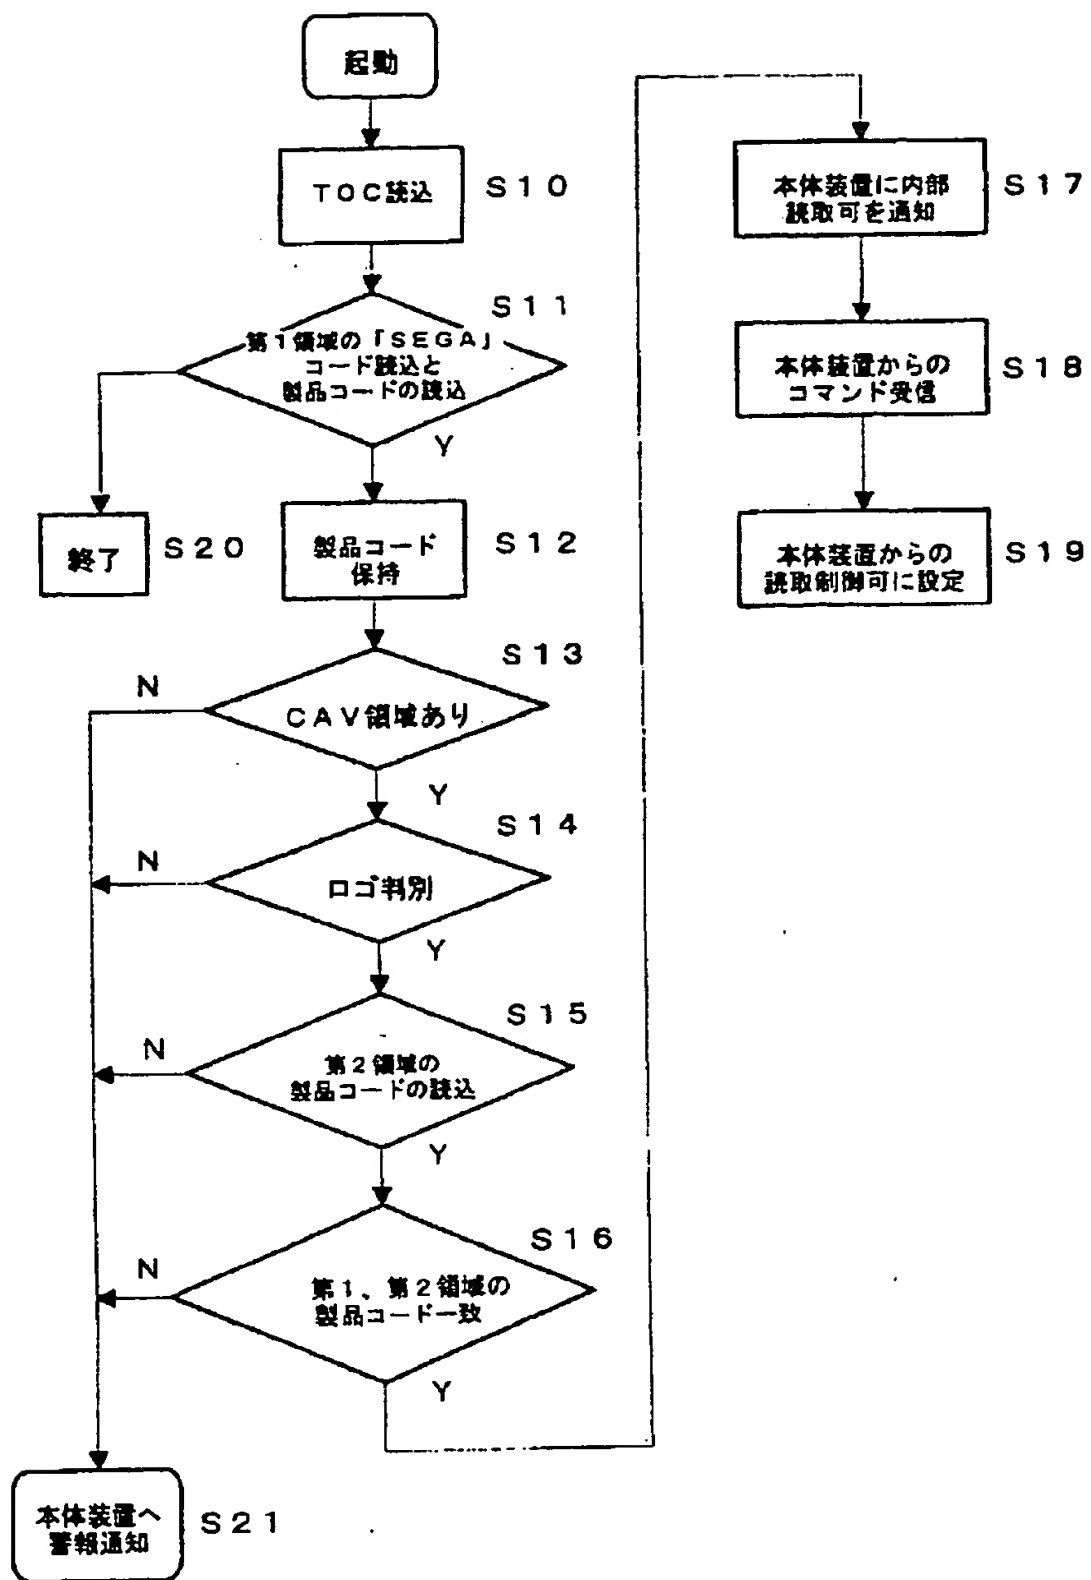 起動
TOC読込
S10
S11
第1領域の「SEGA」
コード読込と
製品コードの読込
Y
終了
S20
製品コード
保持
S12
S13
N
CAV領域あり
Y
S14
N
ロゴ判別
Y
S15
N
第2領域の
製品コードの読込
Y
S16
N
第1、第2領域の
製品コード一致
Y
本体装置へ
警報通知
S21
本体装置に内部
読取可を通知
S17
本体装置からの
コマンド受信
S18
本体装置からの
読取制御可に設定
S19